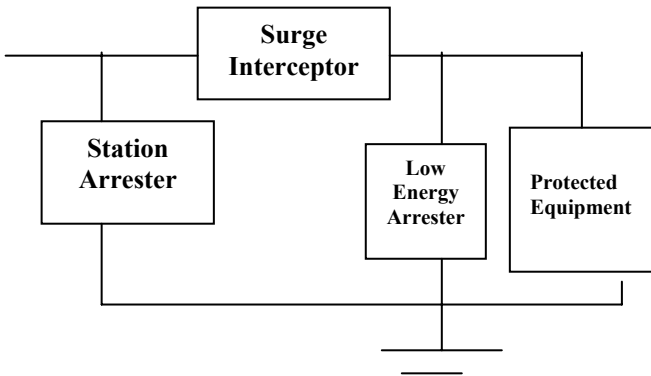 Surge
Interceptor
Station
Arrester
Low
Energy
Arrester
Protected
Equipment